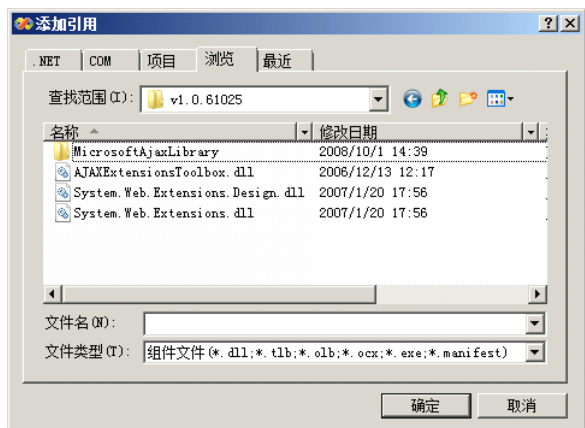 添加引用
.NET COM 项目 浏览 最近
查找范围(I): v1.0.61025
名称 修改日期
MicrosoftAjaxLibrary 2008/10/1 14:39
AJAXExtensionsToolbox.dll 2006/12/13 12:17
System.Web.Extensions.Design.dll 2007/1/20 17:56
System.Web.Extensions.dll 2007/1/20 17:56
文件名(N):
文件类型(T): 组件文件(*.dll;*.tlb;*.olb;*.ocx;*.exe;*.manifest)
确定 取消